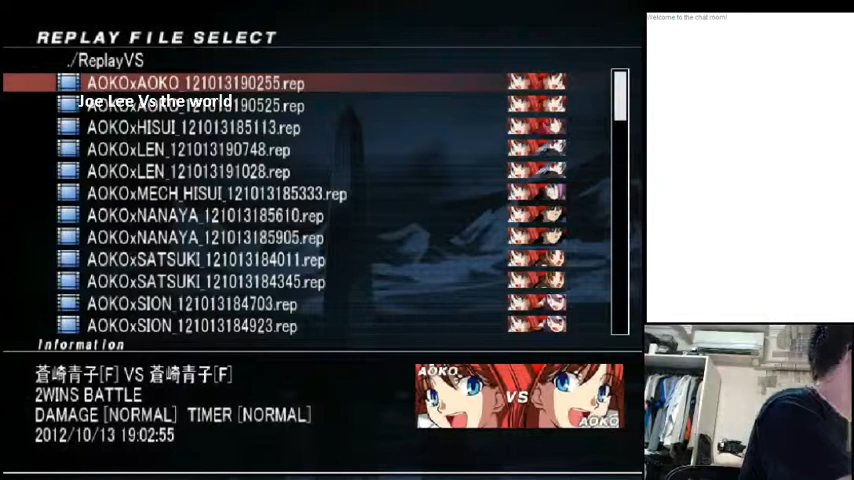 REPLAY FILE SELECT
./ReplayVS
AOKOxAOKO_121013190255.rep
Joe Lee Vs the world
AOKOxAOKO_121013190525.rep
AOKOxHISUI_121013185113.rep
AOKOxLEN_121013190748.rep
AOKOxLEN_121013191028.rep
AOKOxMECH_HISUI_121013185333.rep
AOKOxNANAYA_121013185610.rep
AOKOxNANAYA_121013185905.rep
AOKOxSATSUKI_121013184011.rep
AOKOxSATSUKI_121013184345.rep
AOKOxSION_121013184703.rep
AOKOxSION_121013184923.rep
Information
蒼崎青子[F] VS 蒼崎青子[F]
2WINS BATTLE
DAMAGE [NORMAL] TIMER [NORMAL]
2012/10/13 19:02:55
AOKO
VS
AOKO
Welcome to the chat room!